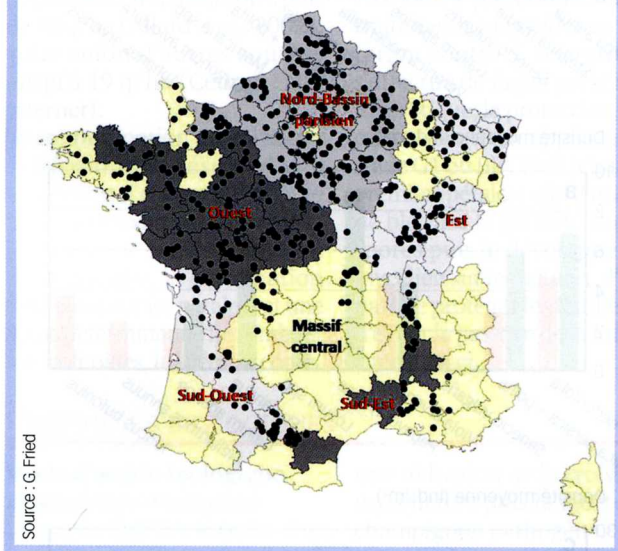 Nord-Bassin
parisien
Ouest
Est
Massif
central
Sud-Ouest
Sud-Est
Source : G. Fried